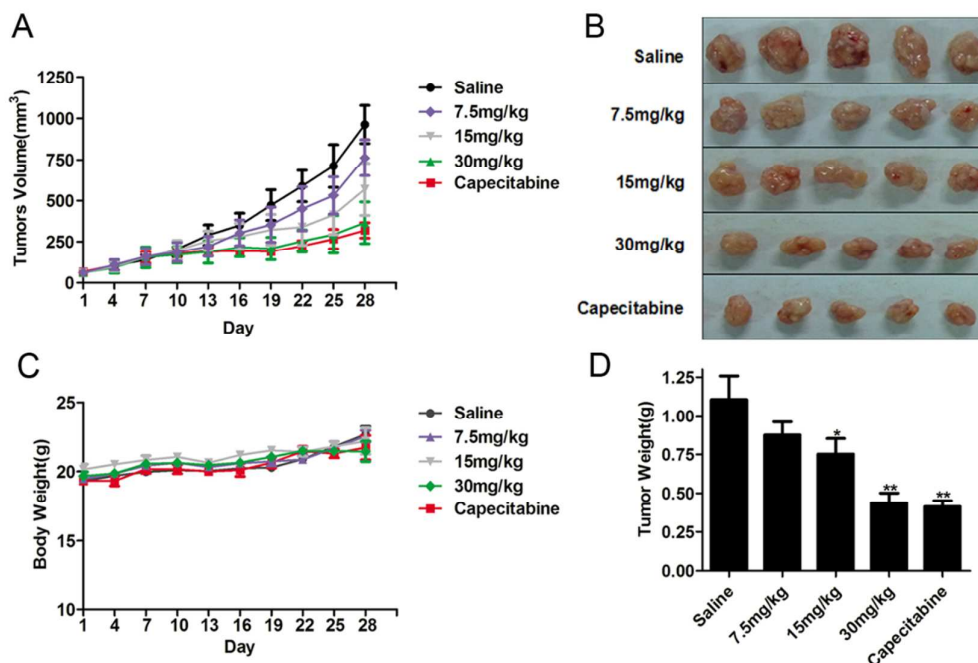 A
Tumors Volume(mm³)
1250
1000
750
500
250
0
1 4 7 10 13 16 19 22 25 28
Day
Saline
7.5mg/kg
15mg/kg
30mg/kg
Capecitabine
B
Saline
7.5mg/kg
15mg/kg
30mg/kg
Capecitabine
C
Body Weight(g)
25
20
15
10
1 4 7 10 13 16 19 22 25 28
Day
Saline
7.5mg/kg
15mg/kg
30mg/kg
Capecitabine
D
Tumor Weight(g)
1.25
1.00
0.75
0.50
0.25
0.00
*
**
**
Saline
7.5mg/kg
15mg/kg
30mg/kg
Capecitabine